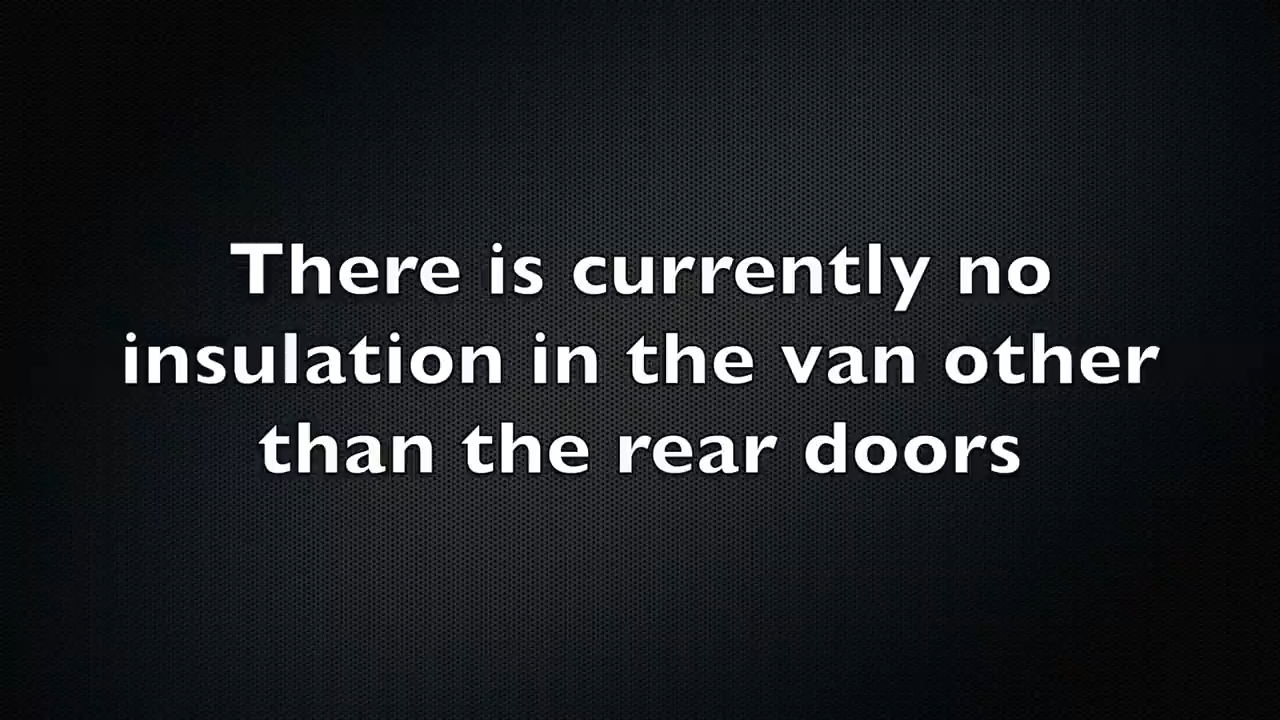 There is currently no
insulation in the van other
than the rear doors